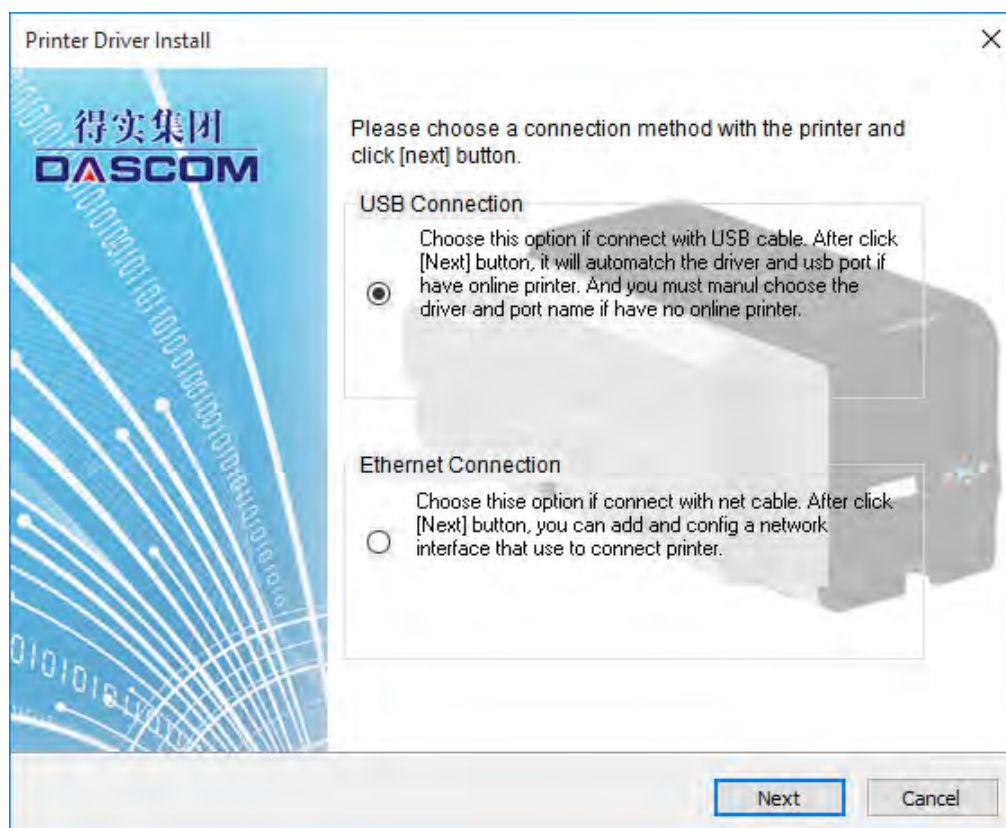 Printer Driver Install
得实集团
DASCOM
Please choose a connection method with the printer and
click [next] button.
USB Connection
Choose this option if connect with USB cable. After click
[Next] button, it will automatch the driver and usb port if
have online printer. And you must manul choose the
driver and port name if have no online printer.
Ethernet Connection
Choose thise option if connect with net cable. After click
[Next] button, you can add and config a network
interface that use to connect printer.
Next
Cancel